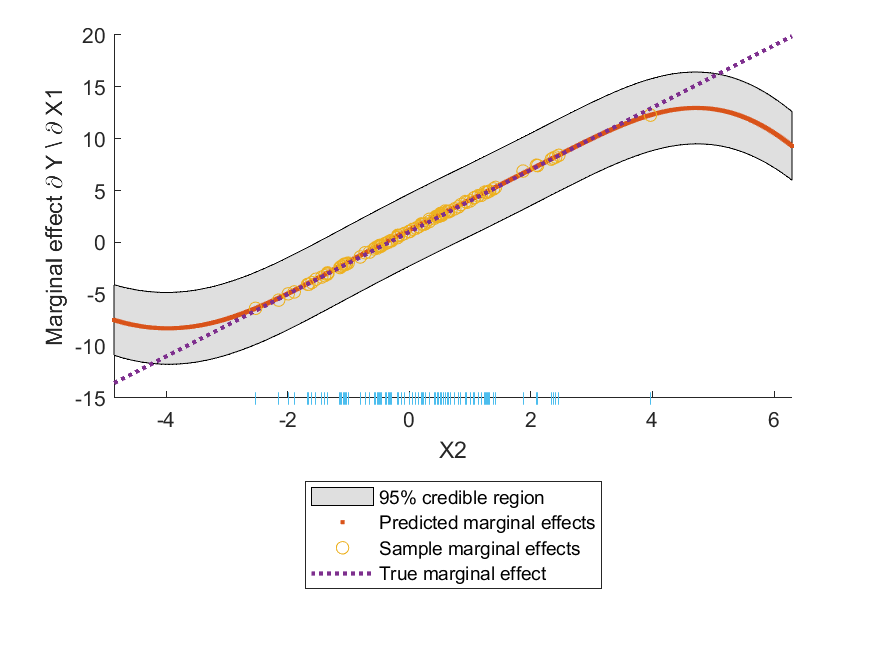 20
15
10
5
0
-5
-10
-15
Marginal effect ∂ Y \ ∂ X1
-4 -2 0 2 4 6
X2
95% credible region
Predicted marginal effects
Sample marginal effects
True marginal effect